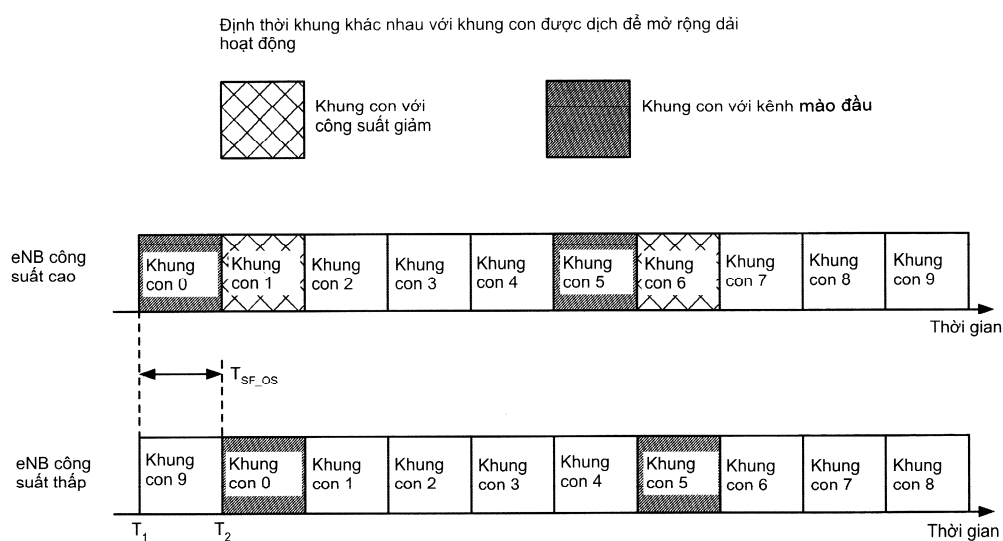 Định thời khung khác nhau với khung con được dịch để mở rộng dải
hoạt động
Khung con với
công suất giảm
Khung con với kênh mào đầu
eNB công
suất cao
Khung
con 0
Khung
con 1
Khung
con 2
Khung
con 3
Khung
con 4
Khung
con 5
Khung
con 6
Khung
con 7
Khung
con 8
Khung
con 9
Thời gian
T_SF_OS
eNB công
suất thấp
Khung
con 9
Khung
con 0
Khung
con 1
Khung
con 2
Khung
con 3
Khung
con 4
Khung
con 5
Khung
con 6
Khung
con 7
Khung
con 8
T1
T2
Thời gian